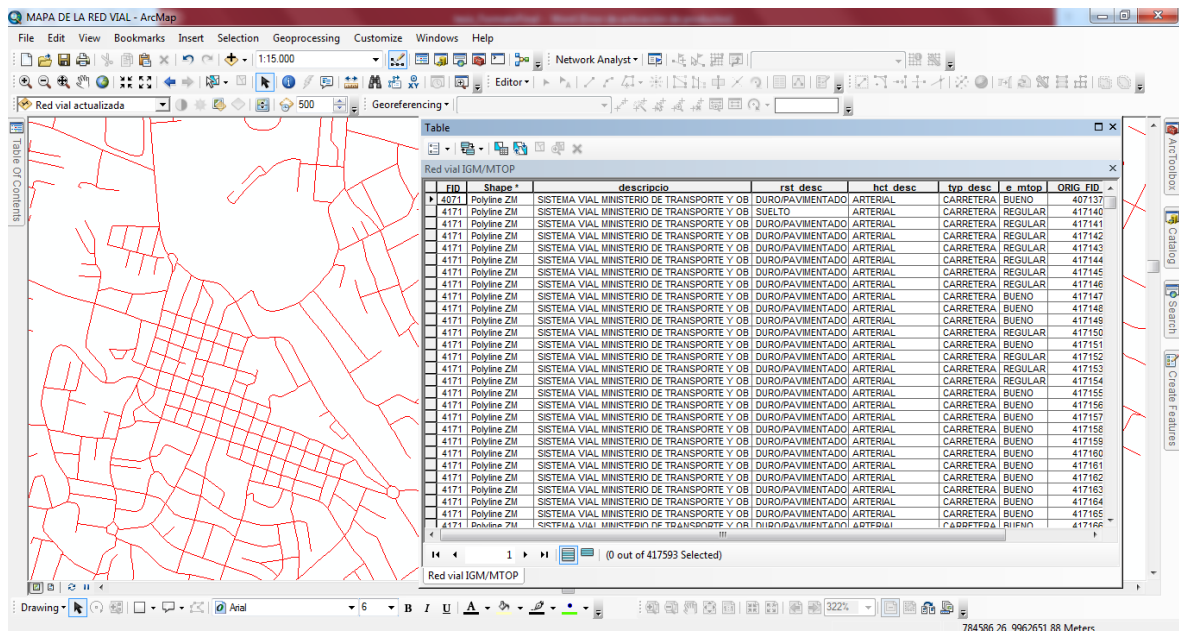 MAPA DE LA RED VIAL - ArcMap
File Edit View Bookmarks Insert Selection Geoprocessing Customize Windows Help
1:15.000 Network Analyst
Editor
Red vial actualizada 500 Georeferencing
Table Of Contents
Table
Red vial IGM/MTOP
FID Shape * descripcio rst_desc hct_desc typ_desc e_mtop ORIG_FID
4071 Polyline ZM SISTEMA VIAL MINISTERIO DE TRANSPORTE Y OB DURO/PAVIMENTADO ARTERIAL CARRETERA BUENO 407137
4171 Polyline ZM SISTEMA VIAL MINISTERIO DE TRANSPORTE Y OB SUELTO ARTERIAL CARRETERA REGULAR 417140
4171 Polyline ZM SISTEMA VIAL MINISTERIO DE TRANSPORTE Y OB DURO/PAVIMENTADO ARTERIAL CARRETERA REGULAR 417141
4171 Polyline ZM SISTEMA VIAL MINISTERIO DE TRANSPORTE Y OB DURO/PAVIMENTADO ARTERIAL CARRETERA REGULAR 417142
4171 Polyline ZM SISTEMA VIAL MINISTERIO DE TRANSPORTE Y OB DURO/PAVIMENTADO ARTERIAL CARRETERA REGULAR 417143
4171 Polyline ZM SISTEMA VIAL MINISTERIO DE TRANSPORTE Y OB DURO/PAVIMENTADO ARTERIAL CARRETERA REGULAR 417144
4171 Polyline ZM SISTEMA VIAL MINISTERIO DE TRANSPORTE Y OB DURO/PAVIMENTADO ARTERIAL CARRETERA REGULAR 417145
4171 Polyline ZM SISTEMA VIAL MINISTERIO DE TRANSPORTE Y OB DURO/PAVIMENTADO ARTERIAL CARRETERA REGULAR 417146
4171 Polyline ZM SISTEMA VIAL MINISTERIO DE TRANSPORTE Y OB DURO/PAVIMENTADO ARTERIAL CARRETERA BUENO 417147
4171 Polyline ZM SISTEMA VIAL MINISTERIO DE TRANSPORTE Y OB DURO/PAVIMENTADO ARTERIAL CARRETERA BUENO 417148
4171 Polyline ZM SISTEMA VIAL MINISTERIO DE TRANSPORTE Y OB DURO/PAVIMENTADO ARTERIAL CARRETERA BUENO 417149
4171 Polyline ZM SISTEMA VIAL MINISTERIO DE TRANSPORTE Y OB DURO/PAVIMENTADO ARTERIAL CARRETERA REGULAR 417150
4171 Polyline ZM SISTEMA VIAL MINISTERIO DE TRANSPORTE Y OB DURO/PAVIMENTADO ARTERIAL CARRETERA BUENO 417151
4171 Polyline ZM SISTEMA VIAL MINISTERIO DE TRANSPORTE Y OB DURO/PAVIMENTADO ARTERIAL CARRETERA REGULAR 417152
4171 Polyline ZM SISTEMA VIAL MINISTERIO DE TRANSPORTE Y OB DURO/PAVIMENTADO ARTERIAL CARRETERA REGULAR 417153
4171 Polyline ZM SISTEMA VIAL MINISTERIO DE TRANSPORTE Y OB DURO/PAVIMENTADO ARTERIAL CARRETERA REGULAR 417154
4171 Polyline ZM SISTEMA VIAL MINISTERIO DE TRANSPORTE Y OB DURO/PAVIMENTADO ARTERIAL CARRETERA BUENO 417155
4171 Polyline ZM SISTEMA VIAL MINISTERIO DE TRANSPORTE Y OB DURO/PAVIMENTADO ARTERIAL CARRETERA BUENO 417156
4171 Polyline ZM SISTEMA VIAL MINISTERIO DE TRANSPORTE Y OB DURO/PAVIMENTADO ARTERIAL CARRETERA BUENO 417157
4171 Polyline ZM SISTEMA VIAL MINISTERIO DE TRANSPORTE Y OB DURO/PAVIMENTADO ARTERIAL CARRETERA BUENO 417158
4171 Polyline ZM SISTEMA VIAL MINISTERIO DE TRANSPORTE Y OB DURO/PAVIMENTADO ARTERIAL CARRETERA BUENO 417159
4171 Polyline ZM SISTEMA VIAL MINISTERIO DE TRANSPORTE Y OB DURO/PAVIMENTADO ARTERIAL CARRETERA BUENO 417160
4171 Polyline ZM SISTEMA VIAL MINISTERIO DE TRANSPORTE Y OB DURO/PAVIMENTADO ARTERIAL CARRETERA BUENO 417161
4171 Polyline ZM SISTEMA VIAL MINISTERIO DE TRANSPORTE Y OB DURO/PAVIMENTADO ARTERIAL CARRETERA BUENO 417162
4171 Polyline ZM SISTEMA VIAL MINISTERIO DE TRANSPORTE Y OB DURO/PAVIMENTADO ARTERIAL CARRETERA BUENO 417163
4171 Polyline ZM SISTEMA VIAL MINISTERIO DE TRANSPORTE Y OB DURO/PAVIMENTADO ARTERIAL CARRETERA BUENO 417164
4171 Polyline ZM SISTEMA VIAL MINISTERIO DE TRANSPORTE Y OB DURO/PAVIMENTADO ARTERIAL CARRETERA BUENO 417165
4171 Polyline ZM SISTEMA VIAL MINISTERIO DE TRANSPORTE Y OB DURO/PAVIMENTADO ARTERIAL CARRETERA BUENO 417166
1 (0 out of 417593 Selected)
Red vial IGM/MTOP
ArcToolbox
Catalog
Search
Create Features
Drawing Arial 6 B I U A 322%
784586,26 9962651,88 Meters